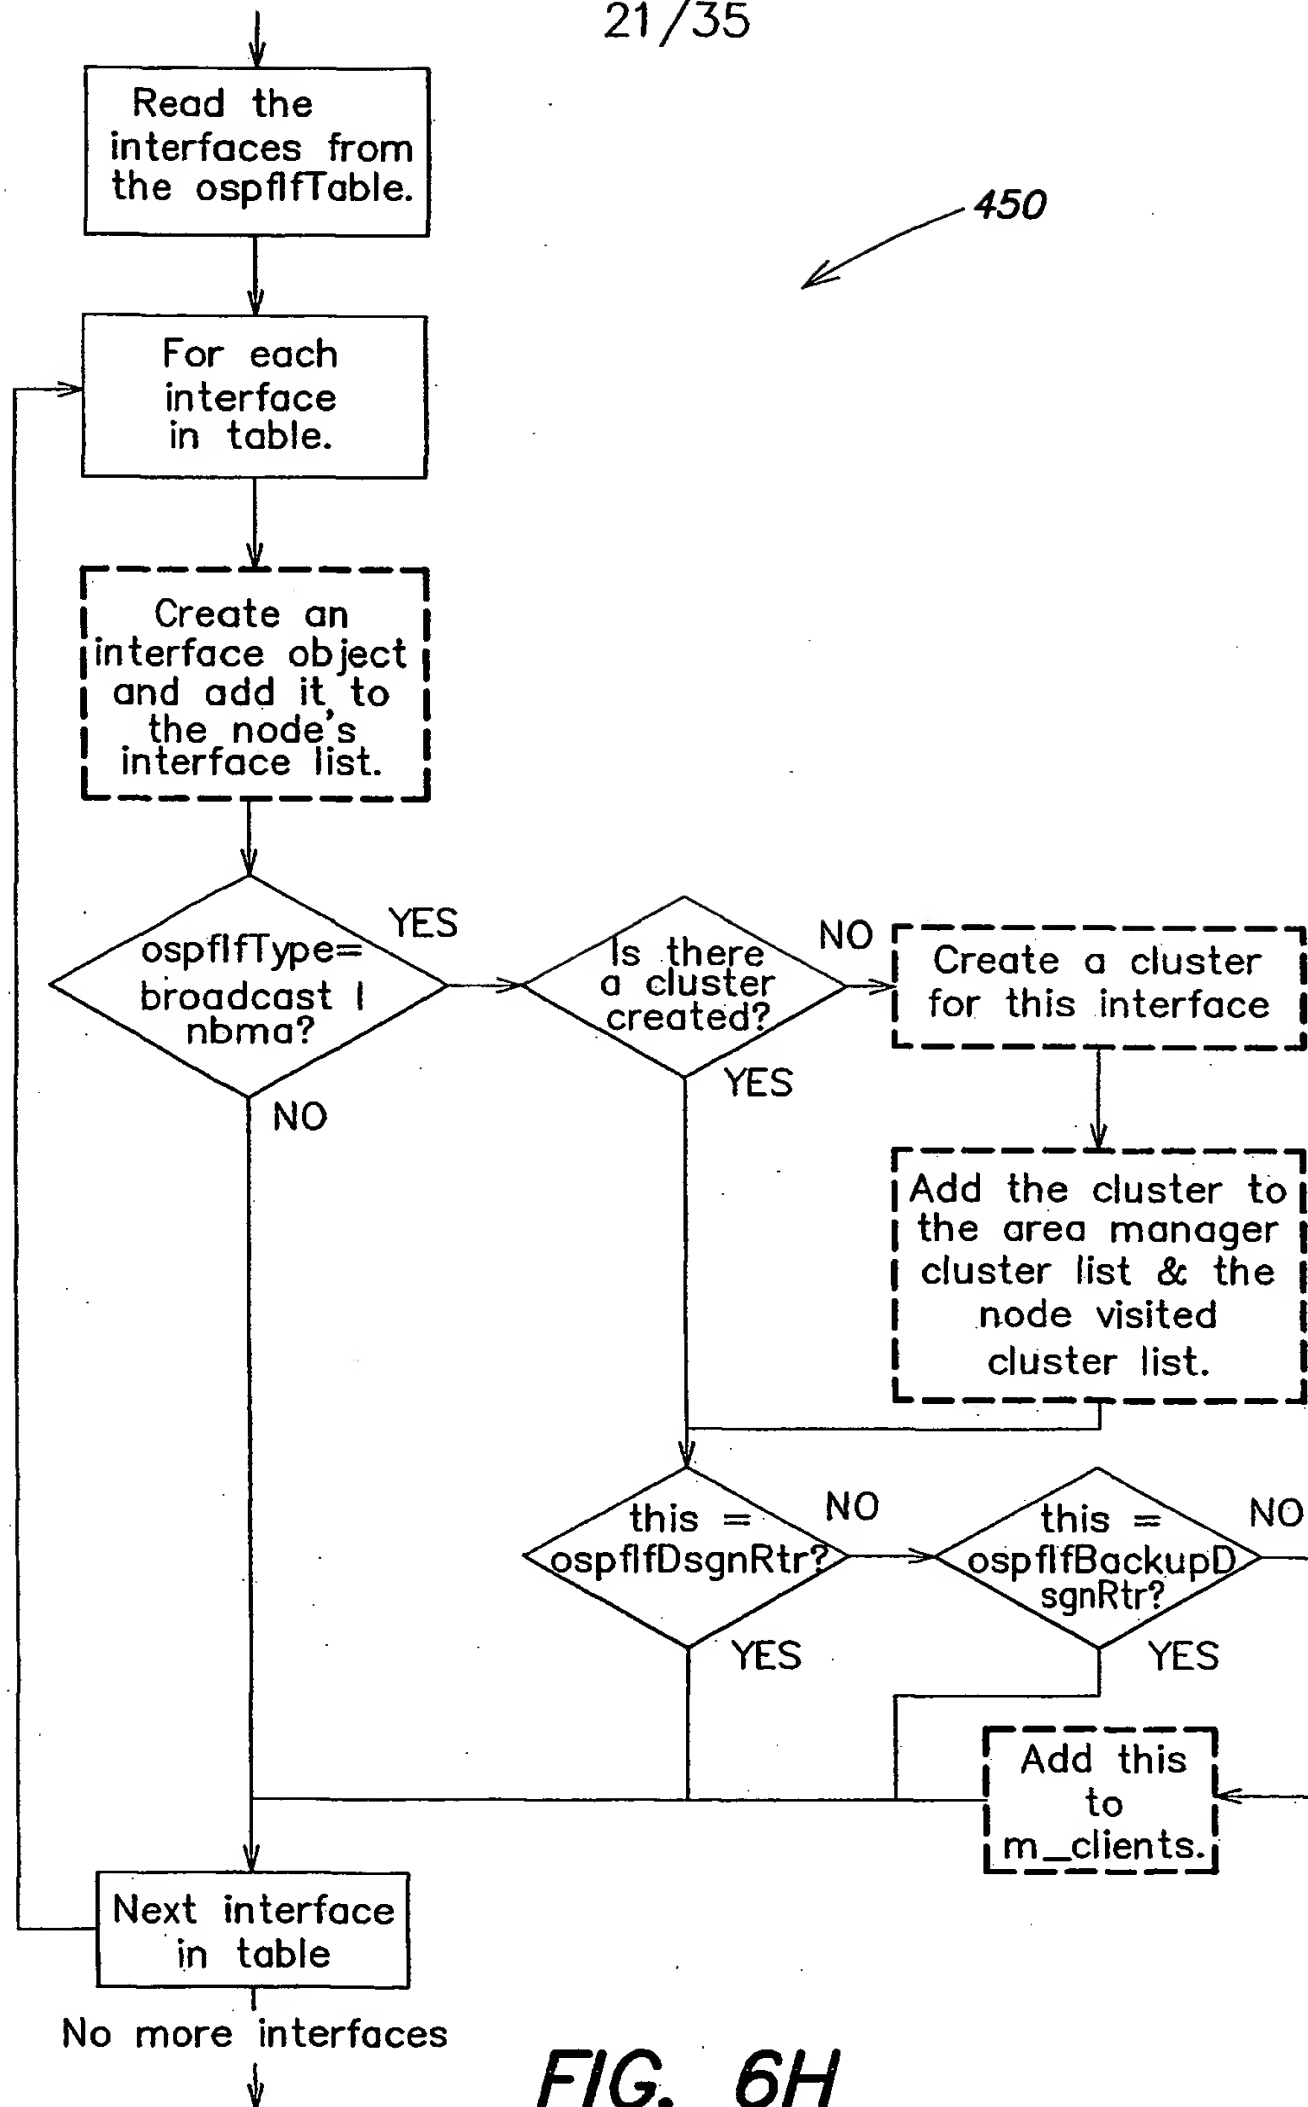 21/35
Read the
interfaces from
the ospfIfTable.
450
For each
interface
in table.
Create an
interface object
and add it to
the node's
interface list.
ospfIfType=
broadcast |
nbma?
YES
NO
Is there
a cluster
created?
NO
YES
Create a cluster
for this interface
Add the cluster to
the area manager
cluster list & the
node visited
cluster list.
this =
ospfIfDsgnRtr?
NO
YES
this =
ospfIfBackupD
sgnRtr?
NO
YES
Add this
to
m_clients.
Next interface
in table
No more interfaces
FIG. 6H